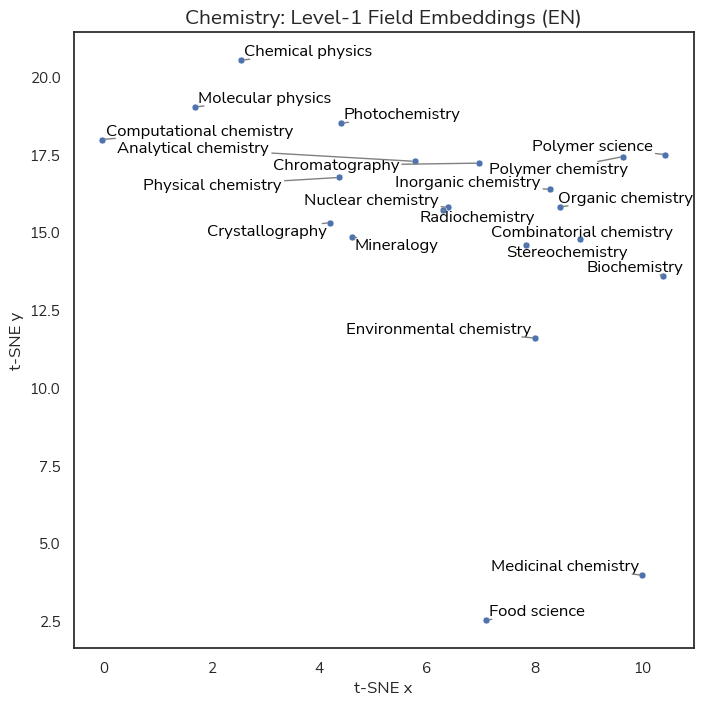 Chemistry: Level-1 Field Embeddings (EN)
Chemical physics
20.0
Molecular physics
Photochemistry
Computational chemistry
Analytical chemistry
Polymer science
17.5
Chromatography
Polymer chemistry
Physical chemistry
Inorganic chemistry
Nuclear chemistry
Organic chemistry
Radiochemistry
15.0
Crystallography
Combinatorial chemistry
Mineralogy
Stereochemistry
Biochemistry
12.5
Environmental chemistry
t-SNE y
10.0
7.5
5.0
Medicinal chemistry
2.5
Food science
0 2 4 6 8 10
t-SNE x